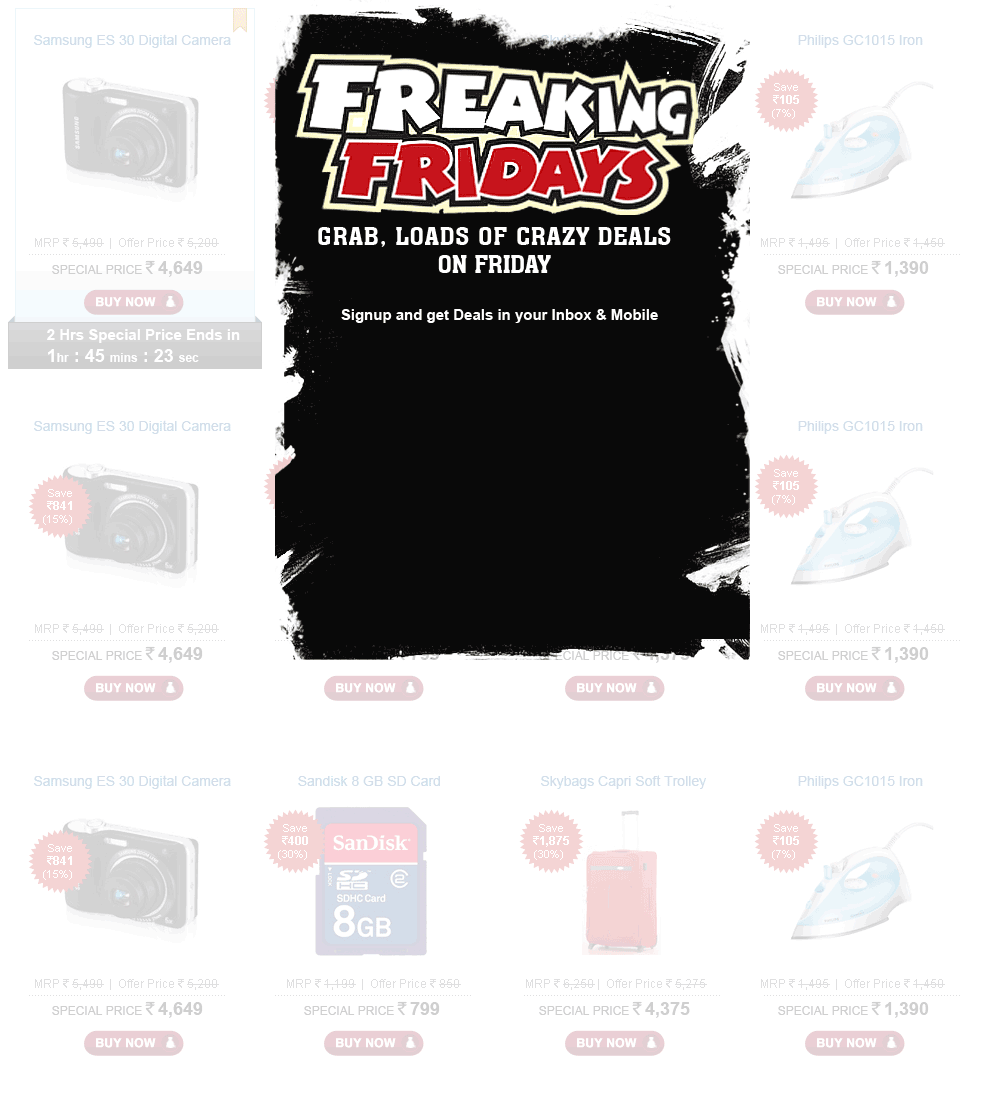 Samsung ES 30 Digital Camera
Philips GC1015 Iron
FREAKING
FRIDAYS
GRAB, LOADS OF CRAZY DEALS
ON FRIDAY
Signup and get Deals in your Inbox & Mobile
SAMSUNG
Save
₹105
(7%)
MRP ₹ 5,490 | Offer Price ₹ 5,200
SPECIAL PRICE ₹ 4,649
BUY NOW
MRP ₹ 1,495 | Offer Price ₹ 1,450
SPECIAL PRICE ₹ 1,390
BUY NOW
2 Hrs Special Price Ends in
1hr : 45 mins : 23 sec
Samsung ES 30 Digital Camera
Philips GC1015 Iron
Save
₹841
(15%)
Save
₹105
(7%)
MRP ₹ 5,490 | Offer Price ₹ 5,200
MRP ₹ 1,495 | Offer Price ₹ 1,450
SPECIAL PRICE ₹ 4,649
SPECIAL PRICE ₹ 1,390
BUY NOW
BUY NOW
BUY NOW
BUY NOW
Samsung ES 30 Digital Camera
Sandisk 8 GB SD Card
Skybags Capri Soft Trolley
Philips GC1015 Iron
Save
₹841
(15%)
Save
₹400
(30%)
SanDisk
SDHC Card
8GB
Save
₹1,875
(30%)
Save
₹105
(7%)
MRP ₹ 5,490 | Offer Price ₹ 5,200
MRP ₹ 1,199 | Offer Price ₹ 850
MRP ₹ 6,250 | Offer Price ₹ 5,275
MRP ₹ 1,495 | Offer Price ₹ 1,450
SPECIAL PRICE ₹ 4,649
SPECIAL PRICE ₹ 799
SPECIAL PRICE ₹ 4,375
SPECIAL PRICE ₹ 1,390
BUY NOW
BUY NOW
BUY NOW
BUY NOW